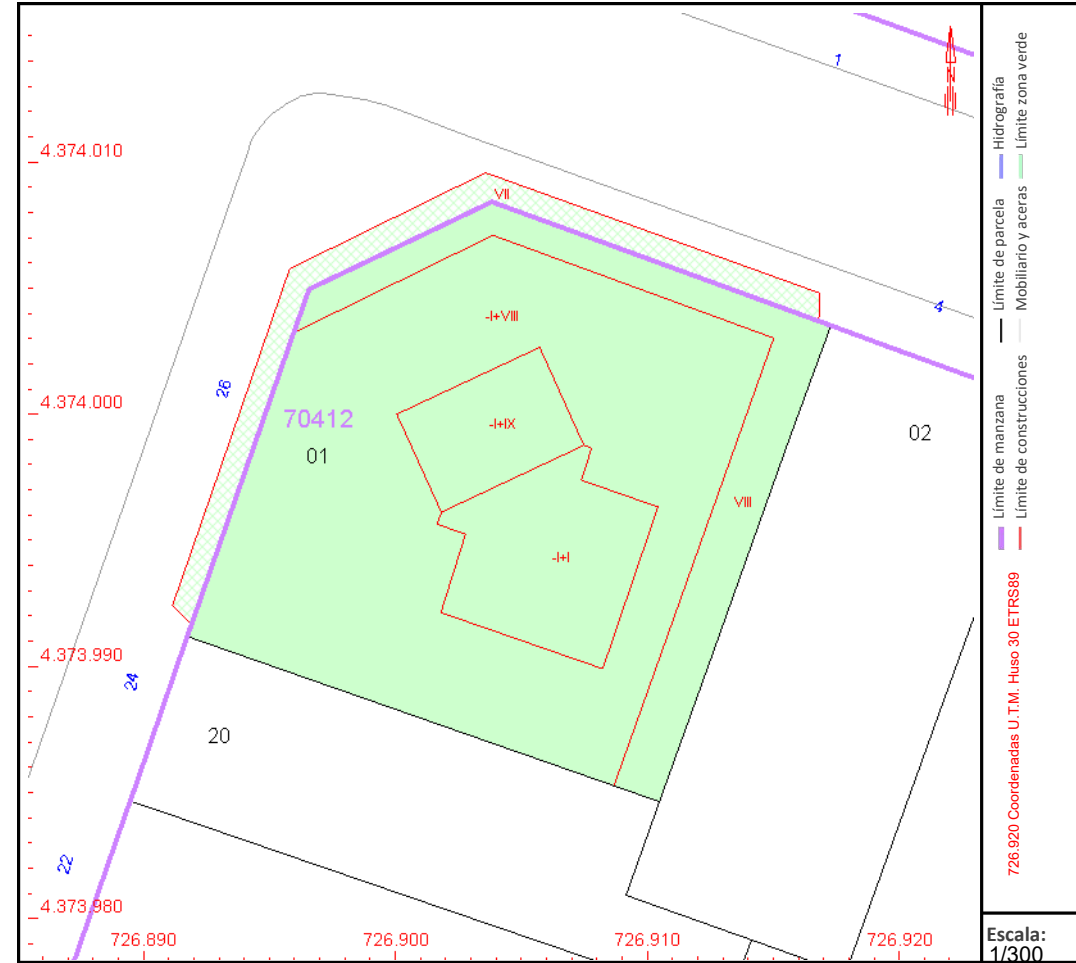 1
N
4.374.010
VII
4
-I+VIII
26
4.374.000
70412
01
-I+IX
02
VIII
-I+I
4.373.990
24
20
22
4.373.980
726.890
726.900
726.910
726.920
Límite de manzana
Límite de parcela
Hidrografía
Límite de construcciones
Mobiliario y aceras
Límite zona verde
726.920 Coordenadas U.T.M. Huso 30 ETRS89
Escala:
1/300